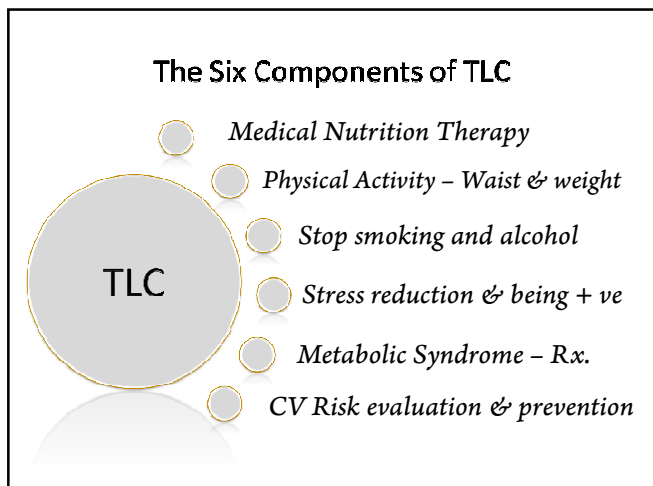 The Six Components of TLC
Medical Nutrition Therapy
Physical Activity – Waist & weight
Stop smoking and alcohol
TLC
Stress reduction & being + ve
Metabolic Syndrome – Rx.
CV Risk evaluation & prevention